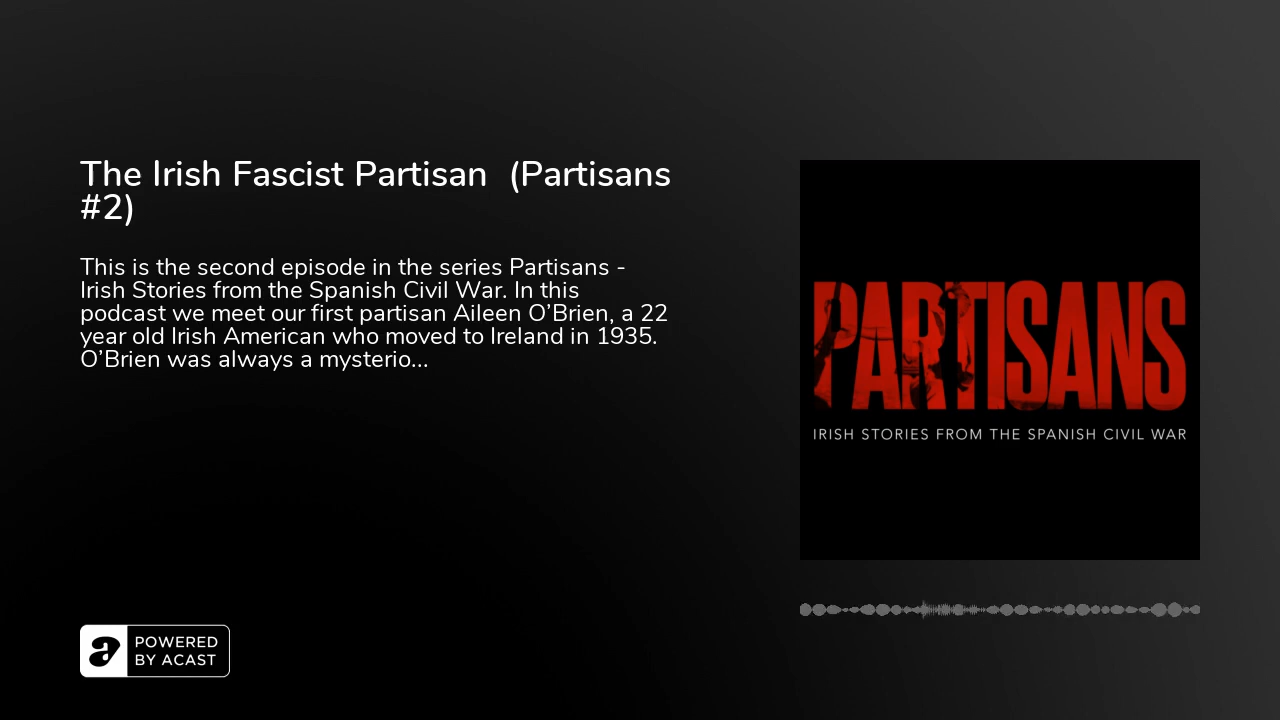 The Irish Fascist Partisan  (Partisans
#2)
This is the second episode in the series Partisans -
Irish Stories from the Spanish Civil War. In this
podcast we meet our first partisan Aileen O’Brien, a 22
year old Irish American who moved to Ireland in 1935.
O’Brien was always a mysterio...
PARTISANS
IRISH STORIES FROM THE SPANISH CIVIL WAR
a
POWERED
BY ACAST